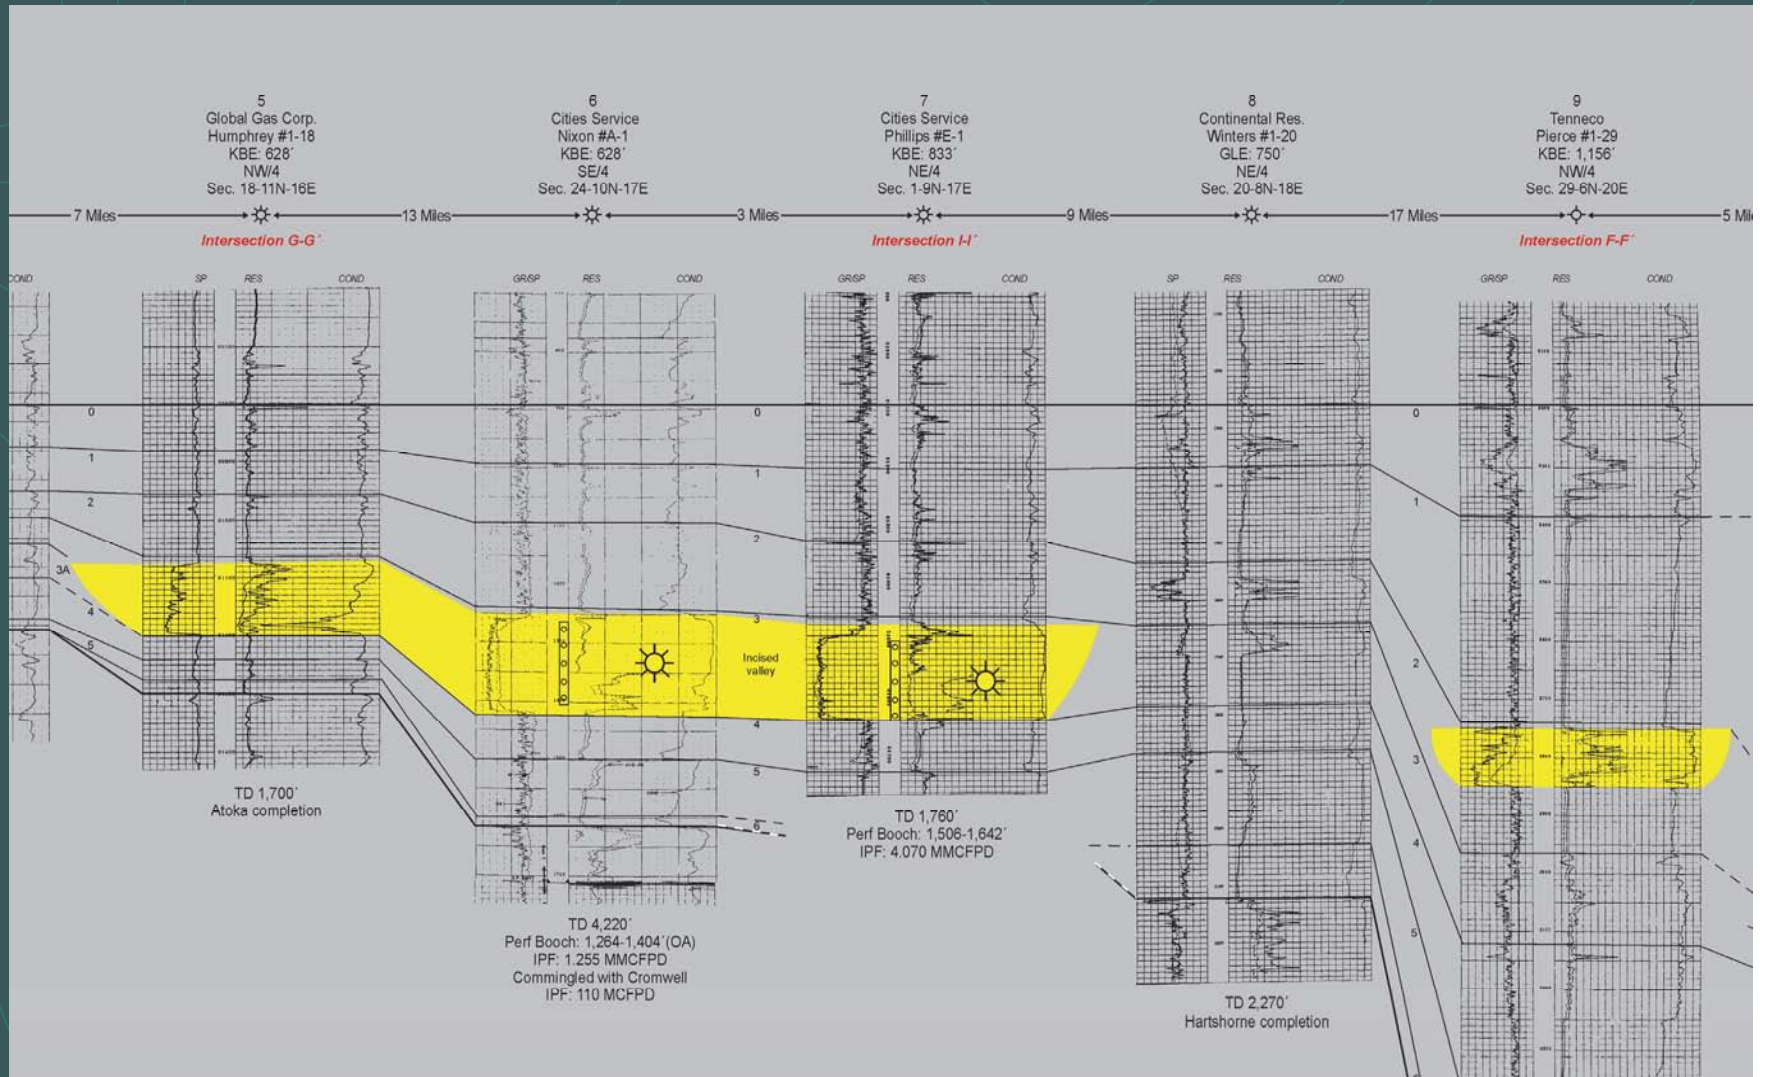 5
Global Gas Corp.
Humphrey #1-18
KBE: 628´
NW/4
Sec. 18-11N-16E
6
Cities Service
Nixon #A-1
KBE: 628´
SE/4
Sec. 24-10N-17E
7
Cities Service
Phillips #E-1
KBE: 833´
NE/4
Sec. 1-9N-17E
8
Continental Res.
Winters #1-20
GLE: 750´
NE/4
Sec. 20-8N-18E
9
Tenneco
Pierce #1-29
KBE: 1,156´
NW/4
Sec. 29-6N-20E
7 Miles
13 Miles
3 Miles
9 Miles
17 Miles
5 Mil
Intersection G-G´
Intersection I-I´
Intersection F-F´
COND
SP RES COND
GR/SP RES COND
GR/SP RES COND
SP RES COND
GR/SP RES COND
0
1
2
3A
4
5
0
1
2
3
Incised
valley
4
5
6
0
1
2
3
4
5
TD 1,700´
Atoka completion
TD 4,220´
Perf Booch: 1,264-1,404´(OA)
IPF: 1.255 MMCFPD
Commingled with Cromwell
IPF: 110 MCFPD
TD 1,760´
Perf Booch: 1,506-1,642´
IPF: 4.070 MMCFPD
TD 2,270´
Hartshorne completion